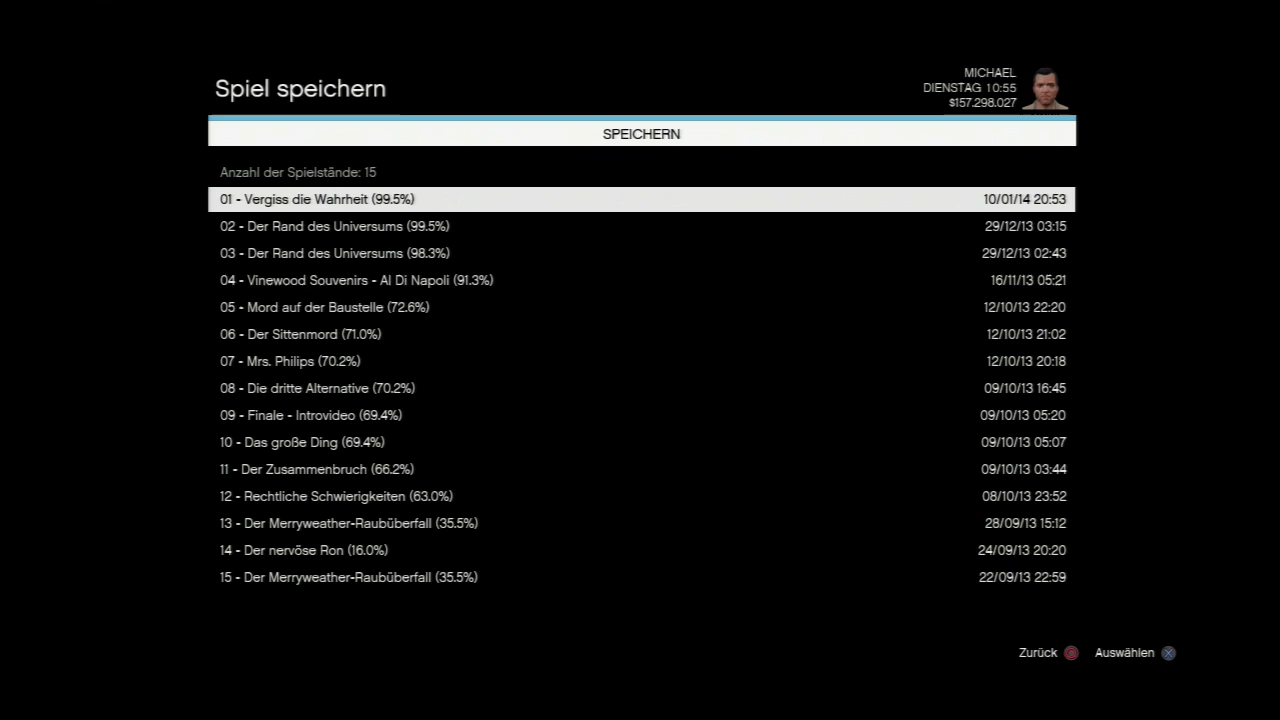 Spiel speichern
MICHAEL
DIENSTAG 10:55
$157.298.027
SPEICHERN
Anzahl der Spielstände: 15
01 - Vergiss die Wahrheit (99.5%) 10/01/14 20:53
02 - Der Rand des Universums (99.5%) 29/12/13 03:15
03 - Der Rand des Universums (98.3%) 29/12/13 02:43
04 - Vinewood Souvenirs - Al Di Napoli (91.3%) 16/11/13 05:21
05 - Mord auf der Baustelle (72.6%) 12/10/13 22:20
06 - Der Sittenmord (71.0%) 12/10/13 21:02
07 - Mrs. Philips (70.2%) 12/10/13 20:18
08 - Die dritte Alternative (70.2%) 09/10/13 16:45
09 - Finale - Introvideo (69.4%) 09/10/13 05:20
10 - Das große Ding (69.4%) 09/10/13 05:07
11 - Der Zusammenbruch (66.2%) 09/10/13 03:44
12 - Rechtliche Schwierigkeiten (63.0%) 08/10/13 23:52
13 - Der Merryweather-Raubüberfall (35.5%) 28/09/13 15:12
14 - Der nervöse Ron (16.0%) 24/09/13 20:20
15 - Der Merryweather-Raubüberfall (35.5%) 22/09/13 22:59
Zurück Auswählen